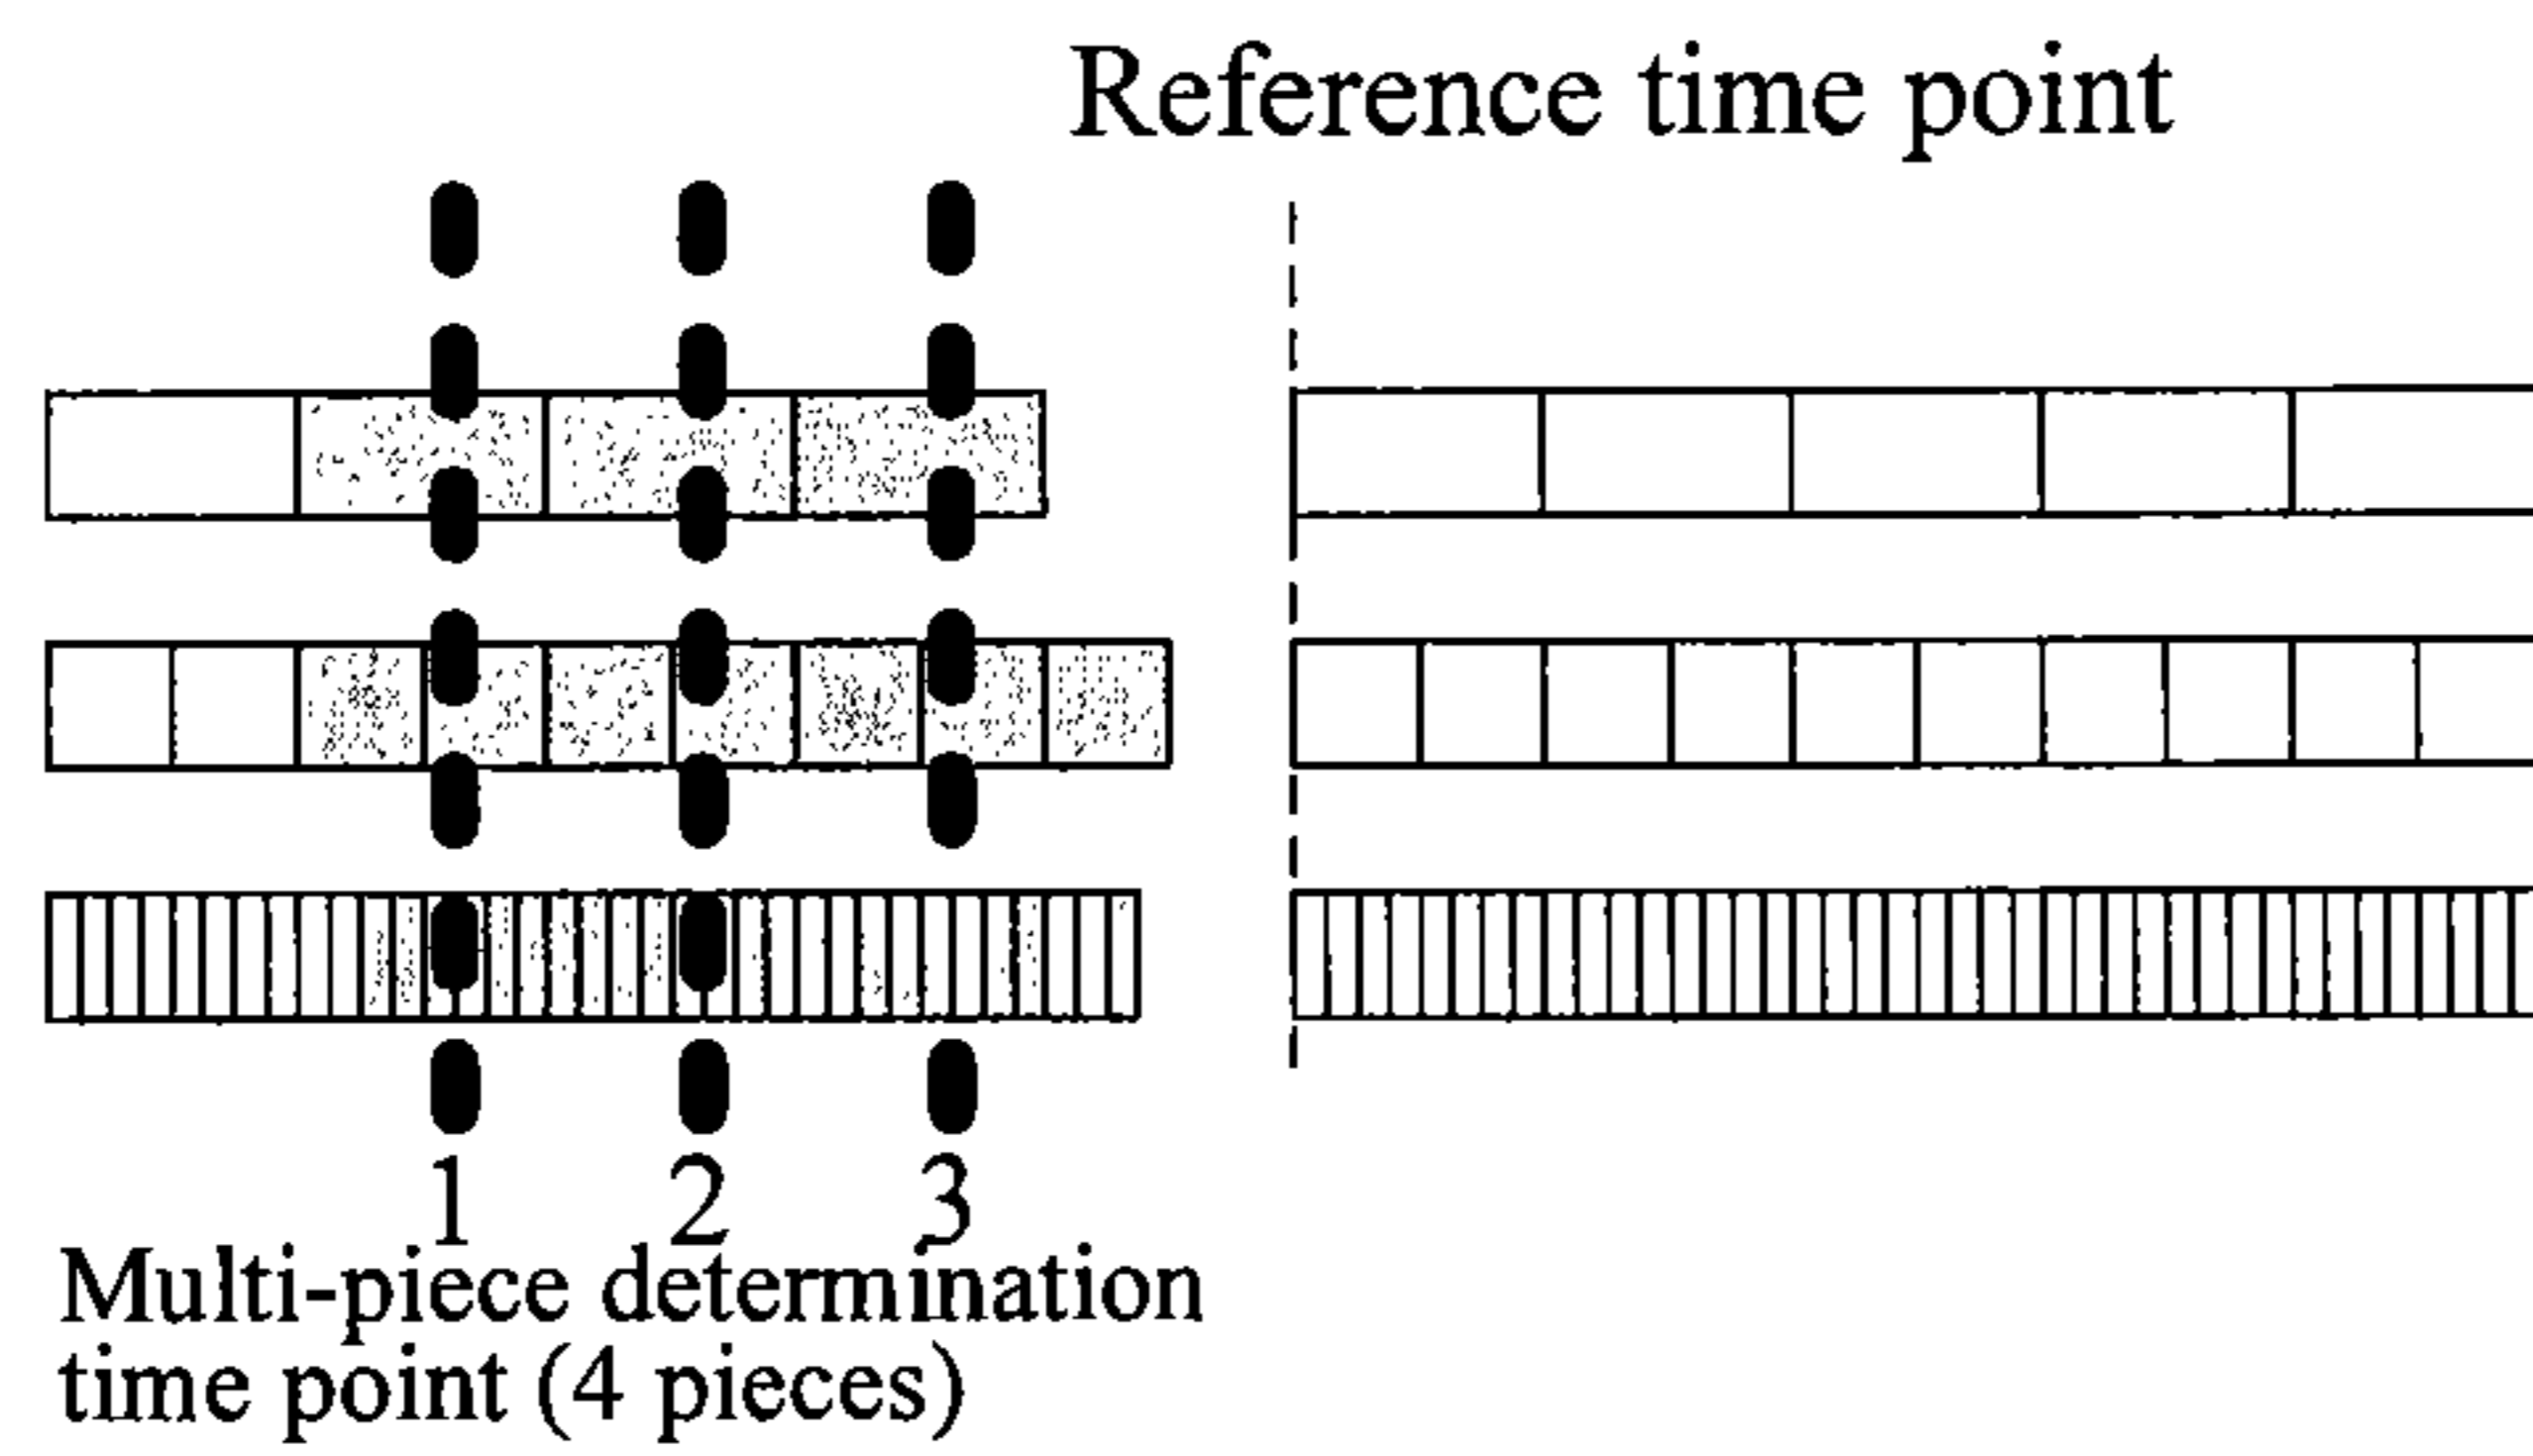 Reference time point
1 2 3
Multi-piece determination
time point (4 pieces)